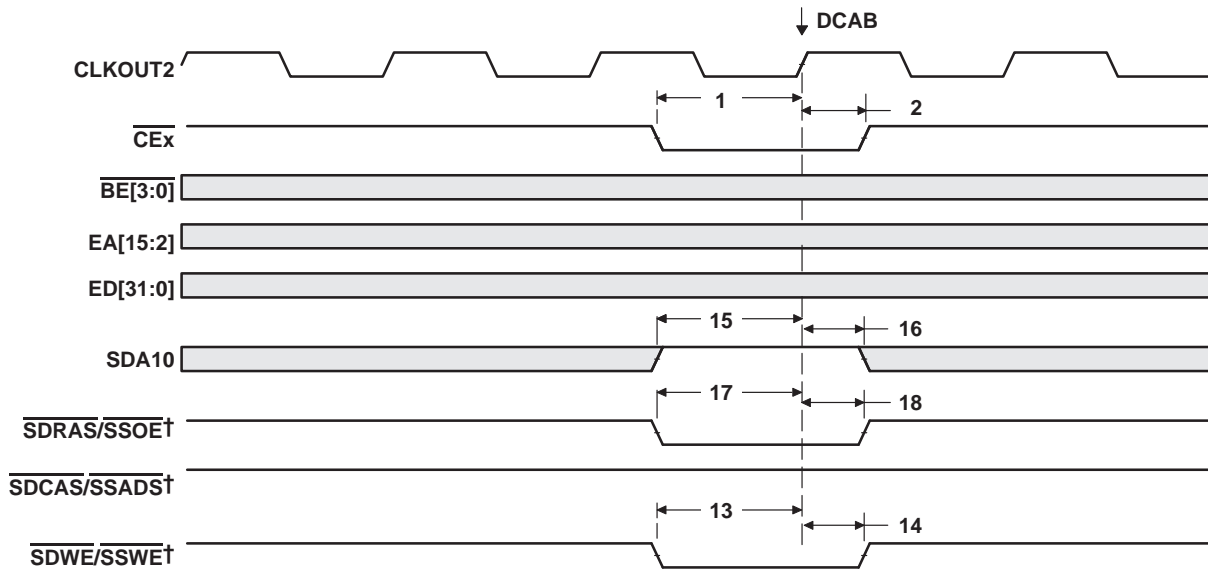 DCAB
CLKOUT2
1 2
CEx
BE[3:0]
EA[15:2]
ED[31:0]
15 16
SDA10
17 18
SDRAS/SSOE†
SDCAS/SSADS†
13 14
SDWE/SSWE†